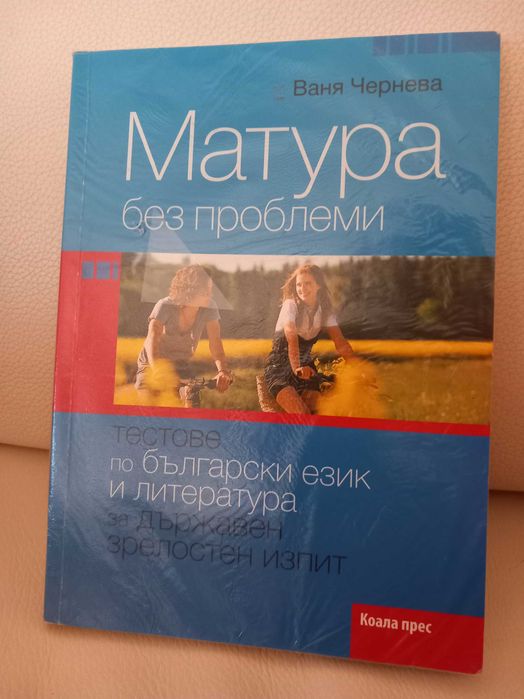 Ваня Чернева
Матура
без проблеми
тестове
по български език
и литература
за държавен
зрелостен изпит
Коала прес